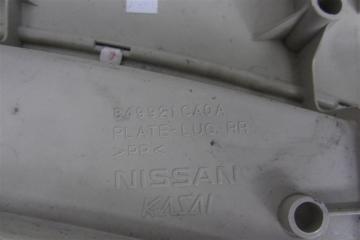 849921CA0A
PLATE-LUG, RR
>PP<
NISSAN
KASAI